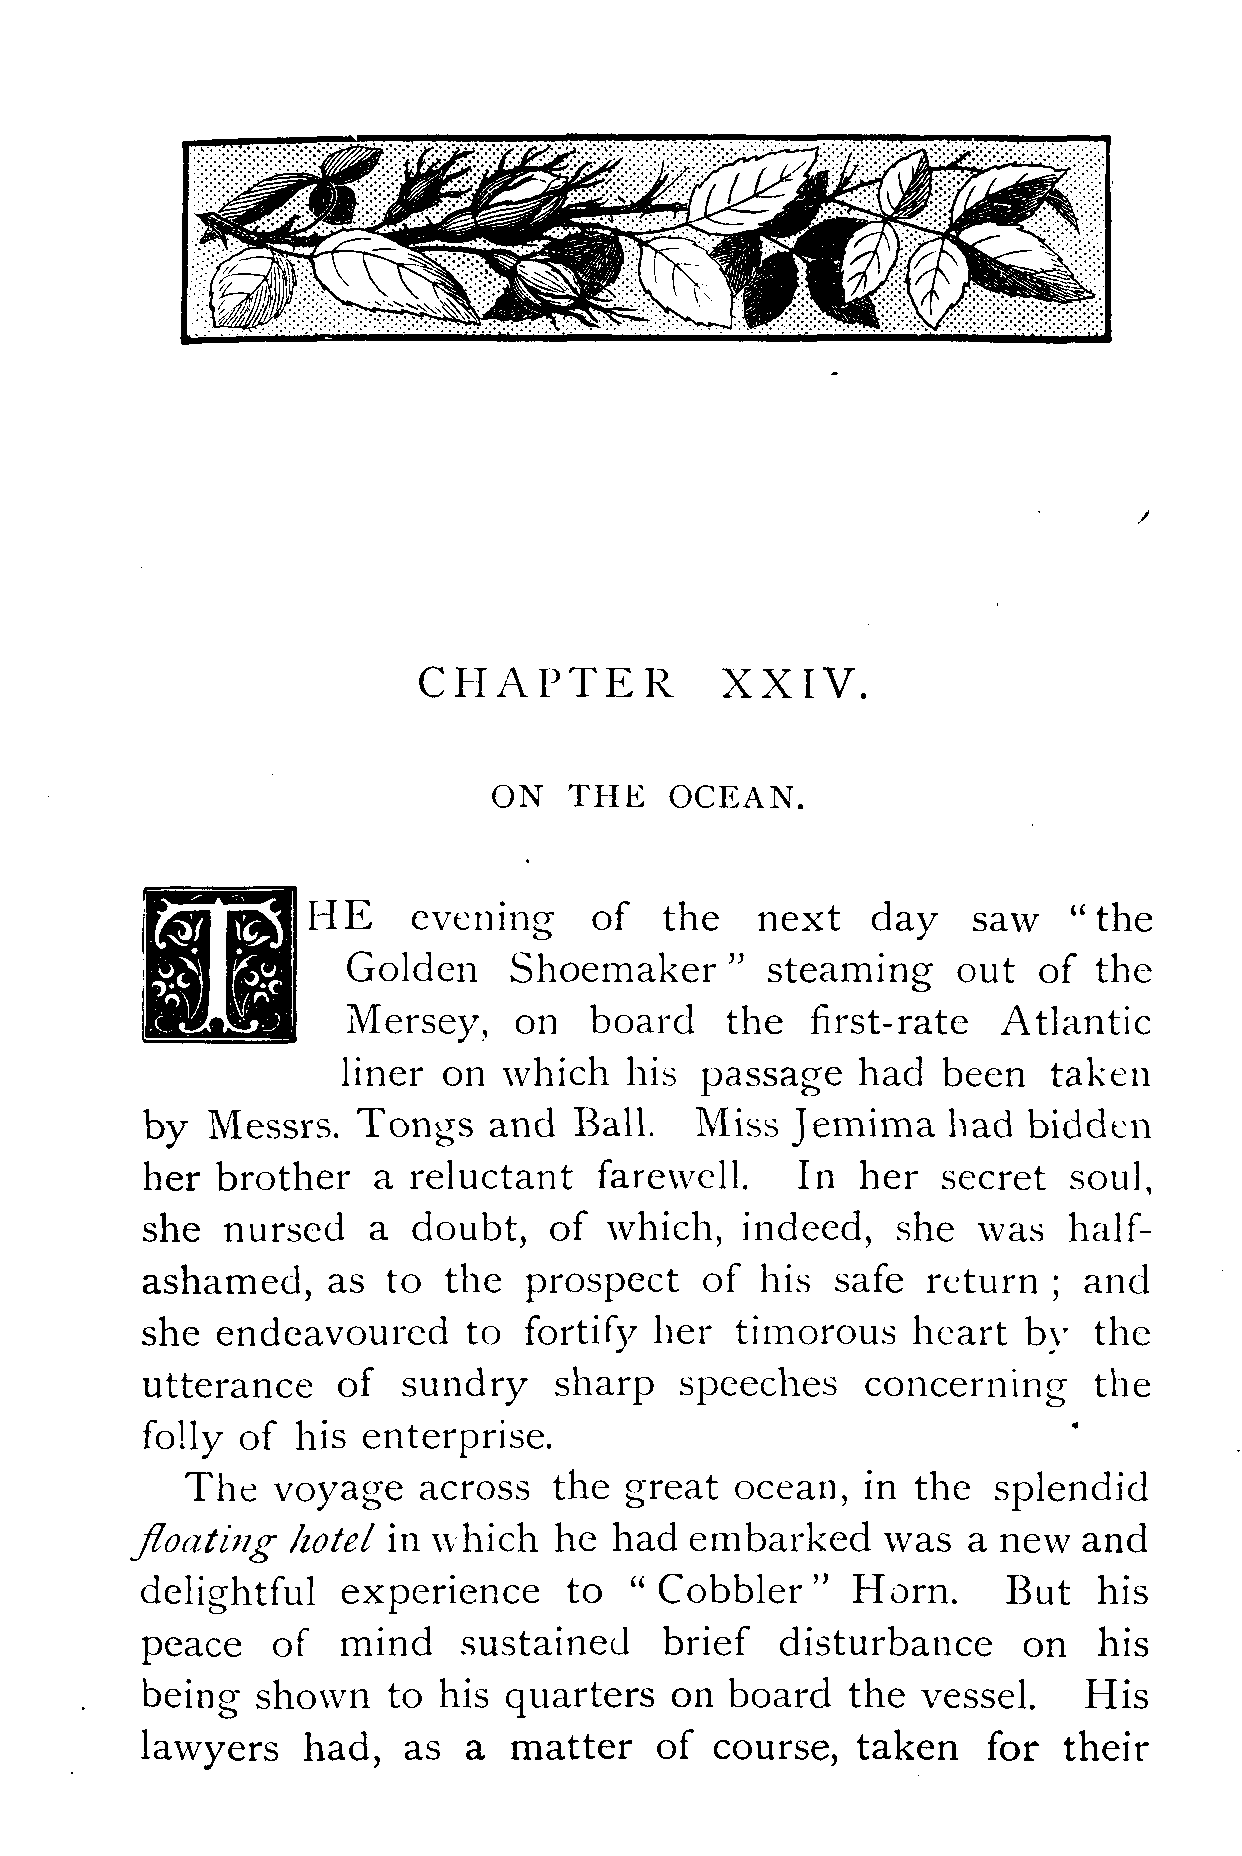 CHAPTER XXIV.
ON THE OCEAN.
THE evening of the next day saw “the
Golden Shoemaker” steaming out of the
Mersey, on board the first-rate Atlantic
liner on which his passage had been taken
by Messrs. Tongs and Ball. Miss Jemima had bidden
her brother a reluctant farewell. In her secret soul,
she nursed a doubt, of which, indeed, she was half-
ashamed, as to the prospect of his safe return ; and
she endeavoured to fortify her timorous heart by the
utterance of sundry sharp speeches concerning the
folly of his enterprise.
The voyage across the great ocean, in the splendid
floating hotel in which he had embarked was a new and
delightful experience to “Cobbler” Horn. But his
peace of mind sustained brief disturbance on his
being shown to his quarters on board the vessel. His
lawyers had, as a matter of course, taken for their